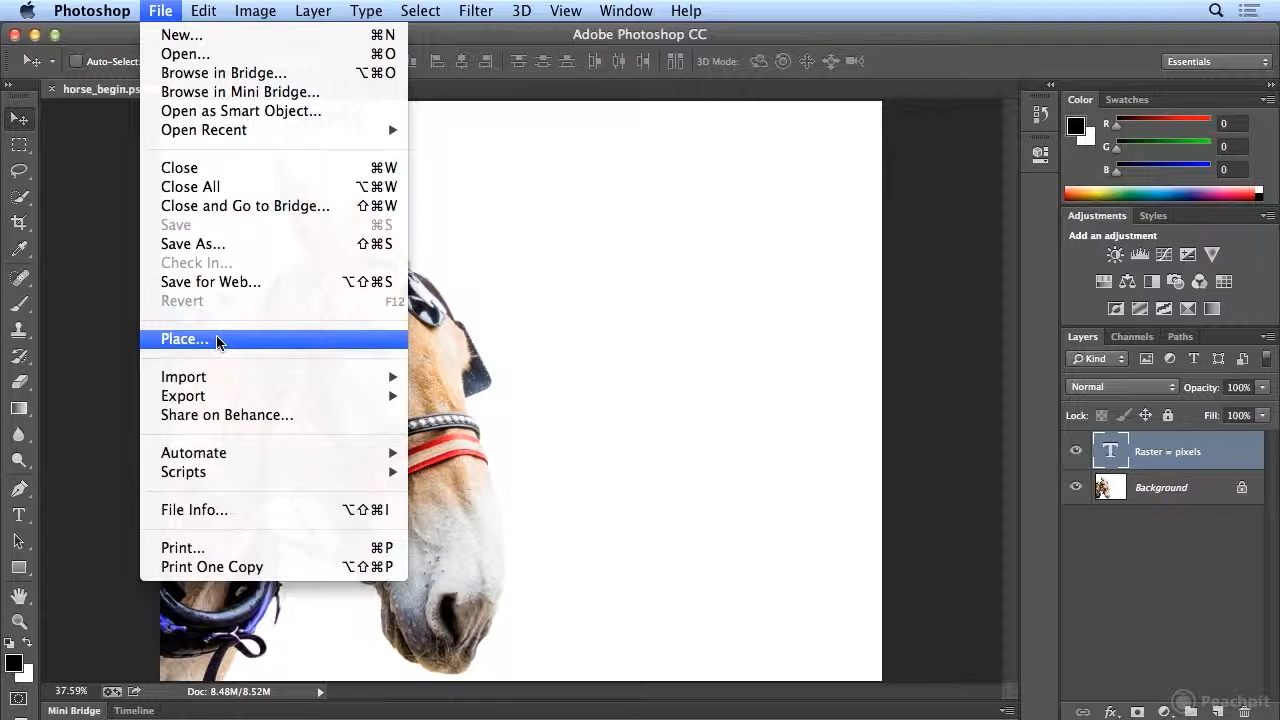 Photoshop File Edit Image Layer Type Select Filter 3D View Window Help
Adobe Photoshop CC
Auto-Select:
3D Mode:
Essentials
horse_begin.ps
New... ⌘N
Open... ⌘O
Browse in Bridge... ⌥⌘O
Browse in Mini Bridge...
Open as Smart Object...
Open Recent
Close ⌘W
Close All ⌥⌘W
Close and Go to Bridge... ⇧⌘W
Save ⌘S
Save As... ⇧⌘S
Check In...
Save for Web... ⌥⇧⌘S
Revert F12
Place...
Import
Export
Share on Behance...
Automate
Scripts
File Info... ⌥⇧⌘I
Print... ⌘P
Print One Copy ⌥⇧⌘P
Color Swatches
R 0
G 0
B 0
Adjustments Styles
Add an adjustment
Layers Channels Paths
Kind
Normal Opacity: 100%
Lock: Fill: 100%
T Raster = pixels
Background
37.59% Doc: 8.48M/8.52M
Mini Bridge Timeline
Peachpit